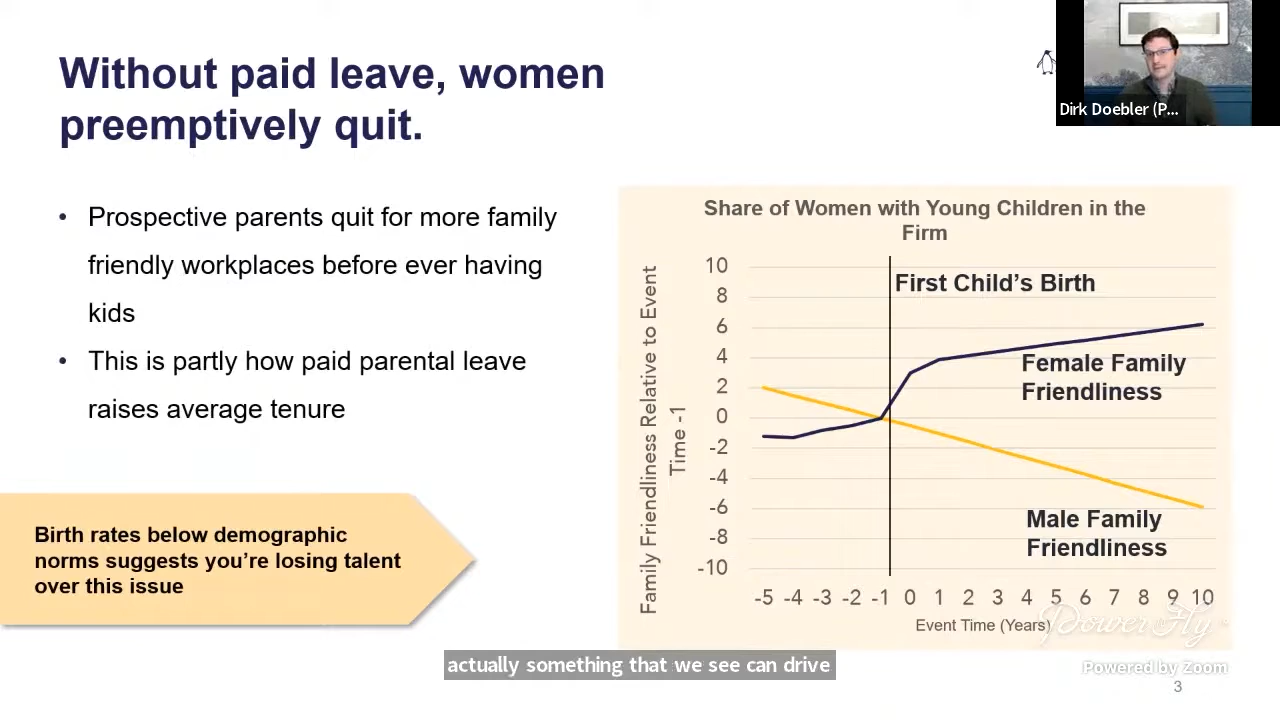 Without paid leave, women
preemptively quit.
Dirk Doebler (P...
• Prospective parents quit for more family
friendly workplaces before ever having
kids
• This is partly how paid parental leave
raises average tenure
Birth rates below demographic
norms suggests you’re losing talent
over this issue
Share of Women with Young Children in the
Firm
Family Friendliness Relative to Event
Time -1
10
8
6
4
2
0
-2
-4
-6
-8
-10
First Child’s Birth
Female Family
Friendliness
Male Family
Friendliness
-5 -4 -3 -2 -1 0 1 2 3 4 5 6 7 8 9 10
Event Time (Years)
PowerToFly
Powered by Zoom
actually something that we see can drive
3